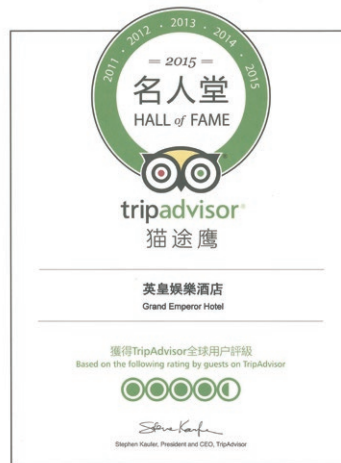 2011 · 2012 · 2013 · 2014 · 2015
2015
名人堂
HALL of FAME
tripadvisor®
猫途鹰
英皇娛樂酒店
Grand Emperor Hotel
獲得TripAdvisor全球用户評級
Based on the following rating by guests on TripAdvisor
Stephen Kaufer, President and CEO, TripAdvisor